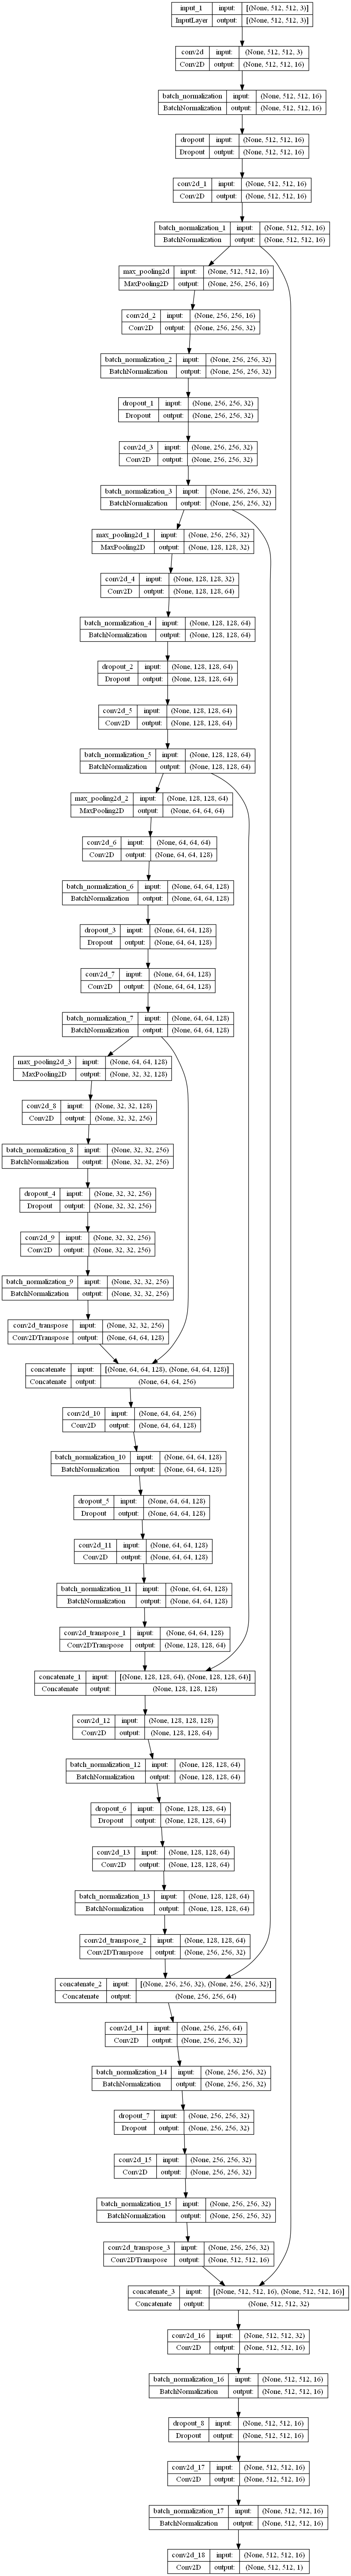 input_1 input: [(None, 512, 512, 3)]
InputLayer output: [(None, 512, 512, 3)]
conv2d input: (None, 512, 512, 3)
Conv2D output: (None, 512, 512, 16)
batch_normalization input: (None, 512, 512, 16)
BatchNormalization output: (None, 512, 512, 16)
dropout input: (None, 512, 512, 16)
Dropout output: (None, 512, 512, 16)
conv2d_1 input: (None, 512, 512, 16)
Conv2D output: (None, 512, 512, 16)
batch_normalization_1 input: (None, 512, 512, 16)
BatchNormalization output: (None, 512, 512, 16)
max_pooling2d input: (None, 512, 512, 16)
MaxPooling2D output: (None, 256, 256, 16)
conv2d_2 input: (None, 256, 256, 16)
Conv2D output: (None, 256, 256, 32)
batch_normalization_2 input: (None, 256, 256, 32)
BatchNormalization output: (None, 256, 256, 32)
dropout_1 input: (None, 256, 256, 32)
Dropout output: (None, 256, 256, 32)
conv2d_3 input: (None, 256, 256, 32)
Conv2D output: (None, 256, 256, 32)
batch_normalization_3 input: (None, 256, 256, 32)
BatchNormalization output: (None, 256, 256, 32)
max_pooling2d_1 input: (None, 256, 256, 32)
MaxPooling2D output: (None, 128, 128, 32)
conv2d_4 input: (None, 128, 128, 32)
Conv2D output: (None, 128, 128, 64)
batch_normalization_4 input: (None, 128, 128, 64)
BatchNormalization output: (None, 128, 128, 64)
dropout_2 input: (None, 128, 128, 64)
Dropout output: (None, 128, 128, 64)
conv2d_5 input: (None, 128, 128, 64)
Conv2D output: (None, 128, 128, 64)
batch_normalization_5 input: (None, 128, 128, 64)
BatchNormalization output: (None, 128, 128, 64)
max_pooling2d_2 input: (None, 128, 128, 64)
MaxPooling2D output: (None, 64, 64, 64)
conv2d_6 input: (None, 64, 64, 64)
Conv2D output: (None, 64, 64, 128)
batch_normalization_6 input: (None, 64, 64, 128)
BatchNormalization output: (None, 64, 64, 128)
dropout_3 input: (None, 64, 64, 128)
Dropout output: (None, 64, 64, 128)
conv2d_7 input: (None, 64, 64, 128)
Conv2D output: (None, 64, 64, 128)
batch_normalization_7 input: (None, 64, 64, 128)
BatchNormalization output: (None, 64, 64, 128)
max_pooling2d_3 input: (None, 64, 64, 128)
MaxPooling2D output: (None, 32, 32, 128)
conv2d_8 input: (None, 32, 32, 128)
Conv2D output: (None, 32, 32, 256)
batch_normalization_8 input: (None, 32, 32, 256)
BatchNormalization output: (None, 32, 32, 256)
dropout_4 input: (None, 32, 32, 256)
Dropout output: (None, 32, 32, 256)
conv2d_9 input: (None, 32, 32, 256)
Conv2D output: (None, 32, 32, 256)
batch_normalization_9 input: (None, 32, 32, 256)
BatchNormalization output: (None, 32, 32, 256)
conv2d_transpose input: (None, 32, 32, 256)
Conv2DTranspose output: (None, 64, 64, 128)
concatenate input: [(None, 64, 64, 128), (None, 64, 64, 128)]
Concatenate output: (None, 64, 64, 256)
conv2d_10 input: (None, 64, 64, 256)
Conv2D output: (None, 64, 64, 128)
batch_normalization_10 input: (None, 64, 64, 128)
BatchNormalization output: (None, 64, 64, 128)
dropout_5 input: (None, 64, 64, 128)
Dropout output: (None, 64, 64, 128)
conv2d_11 input: (None, 64, 64, 128)
Conv2D output: (None, 64, 64, 128)
batch_normalization_11 input: (None, 64, 64, 128)
BatchNormalization output: (None, 64, 64, 128)
conv2d_transpose_1 input: (None, 64, 64, 128)
Conv2DTranspose output: (None, 128, 128, 64)
concatenate_1 input: [(None, 128, 128, 64), (None, 128, 128, 64)]
Concatenate output: (None, 128, 128, 128)
conv2d_12 input: (None, 128, 128, 128)
Conv2D output: (None, 128, 128, 64)
batch_normalization_12 input: (None, 128, 128, 64)
BatchNormalization output: (None, 128, 128, 64)
dropout_6 input: (None, 128, 128, 64)
Dropout output: (None, 128, 128, 64)
conv2d_13 input: (None, 128, 128, 64)
Conv2D output: (None, 128, 128, 64)
batch_normalization_13 input: (None, 128, 128, 64)
BatchNormalization output: (None, 128, 128, 64)
conv2d_transpose_2 input: (None, 128, 128, 64)
Conv2DTranspose output: (None, 256, 256, 32)
concatenate_2 input: [(None, 256, 256, 32), (None, 256, 256, 32)]
Concatenate output: (None, 256, 256, 64)
conv2d_14 input: (None, 256, 256, 64)
Conv2D output: (None, 256, 256, 32)
batch_normalization_14 input: (None, 256, 256, 32)
BatchNormalization output: (None, 256, 256, 32)
dropout_7 input: (None, 256, 256, 32)
Dropout output: (None, 256, 256, 32)
conv2d_15 input: (None, 256, 256, 32)
Conv2D output: (None, 256, 256, 32)
batch_normalization_15 input: (None, 256, 256, 32)
BatchNormalization output: (None, 256, 256, 32)
conv2d_transpose_3 input: (None, 256, 256, 32)
Conv2DTranspose output: (None, 512, 512, 16)
concatenate_3 input: [(None, 512, 512, 16), (None, 512, 512, 16)]
Concatenate output: (None, 512, 512, 32)
conv2d_16 input: (None, 512, 512, 32)
Conv2D output: (None, 512, 512, 16)
batch_normalization_16 input: (None, 512, 512, 16)
BatchNormalization output: (None, 512, 512, 16)
dropout_8 input: (None, 512, 512, 16)
Dropout output: (None, 512, 512, 16)
conv2d_17 input: (None, 512, 512, 16)
Conv2D output: (None, 512, 512, 16)
batch_normalization_17 input: (None, 512, 512, 16)
BatchNormalization output: (None, 512, 512, 16)
conv2d_18 input: (None, 512, 512, 16)
Conv2D output: (None, 512, 512, 1)